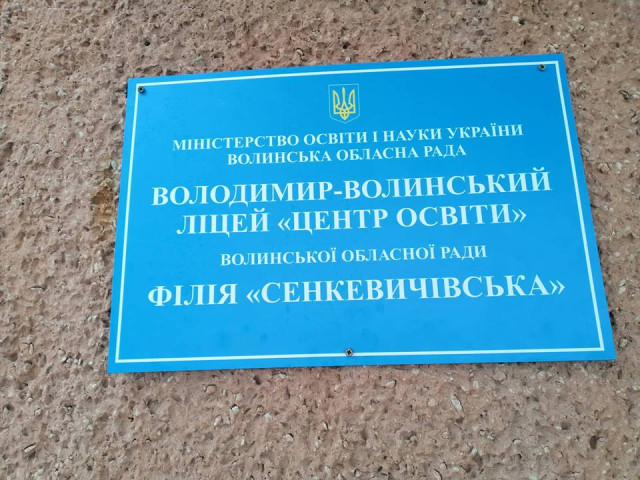 МІНІСТЕРСТВО ОСВІТИ І НАУКИ УКРАЇНИ
ВОЛИНСЬКА ОБЛАСНА РАДА
ВОЛОДИМИР-ВОЛИНСЬКИЙ
ЛІЦЕЙ «ЦЕНТР ОСВІТИ»
ВОЛИНСЬКОЇ ОБЛАСНОЇ РАДИ
ФІЛІЯ «СЕНКЕВИЧІВСЬКА»